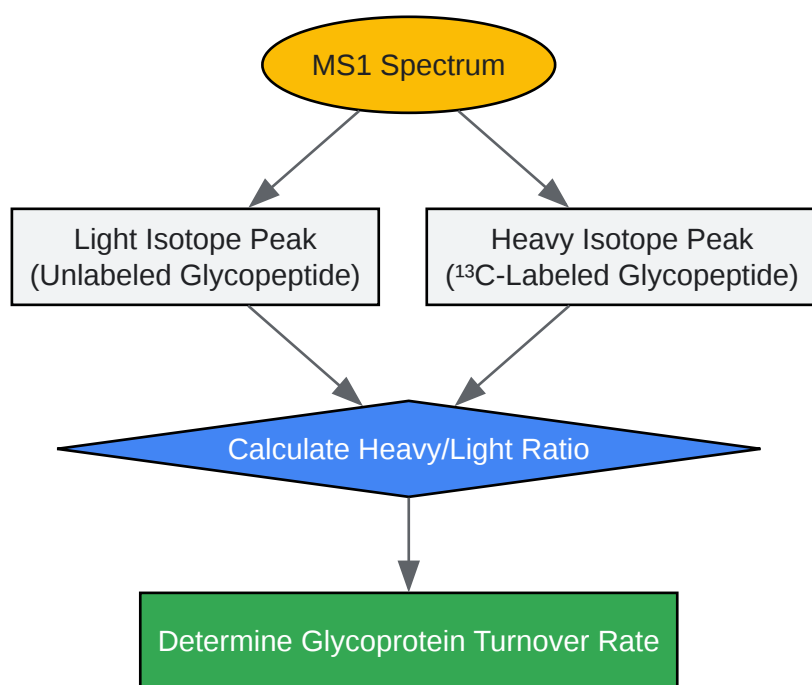 MS1 Spectrum
Light Isotope Peak
(Unlabeled Glycopeptide)
Heavy Isotope Peak
(¹³C-Labeled Glycopeptide)
Calculate Heavy/Light Ratio
Determine Glycoprotein Turnover Rate